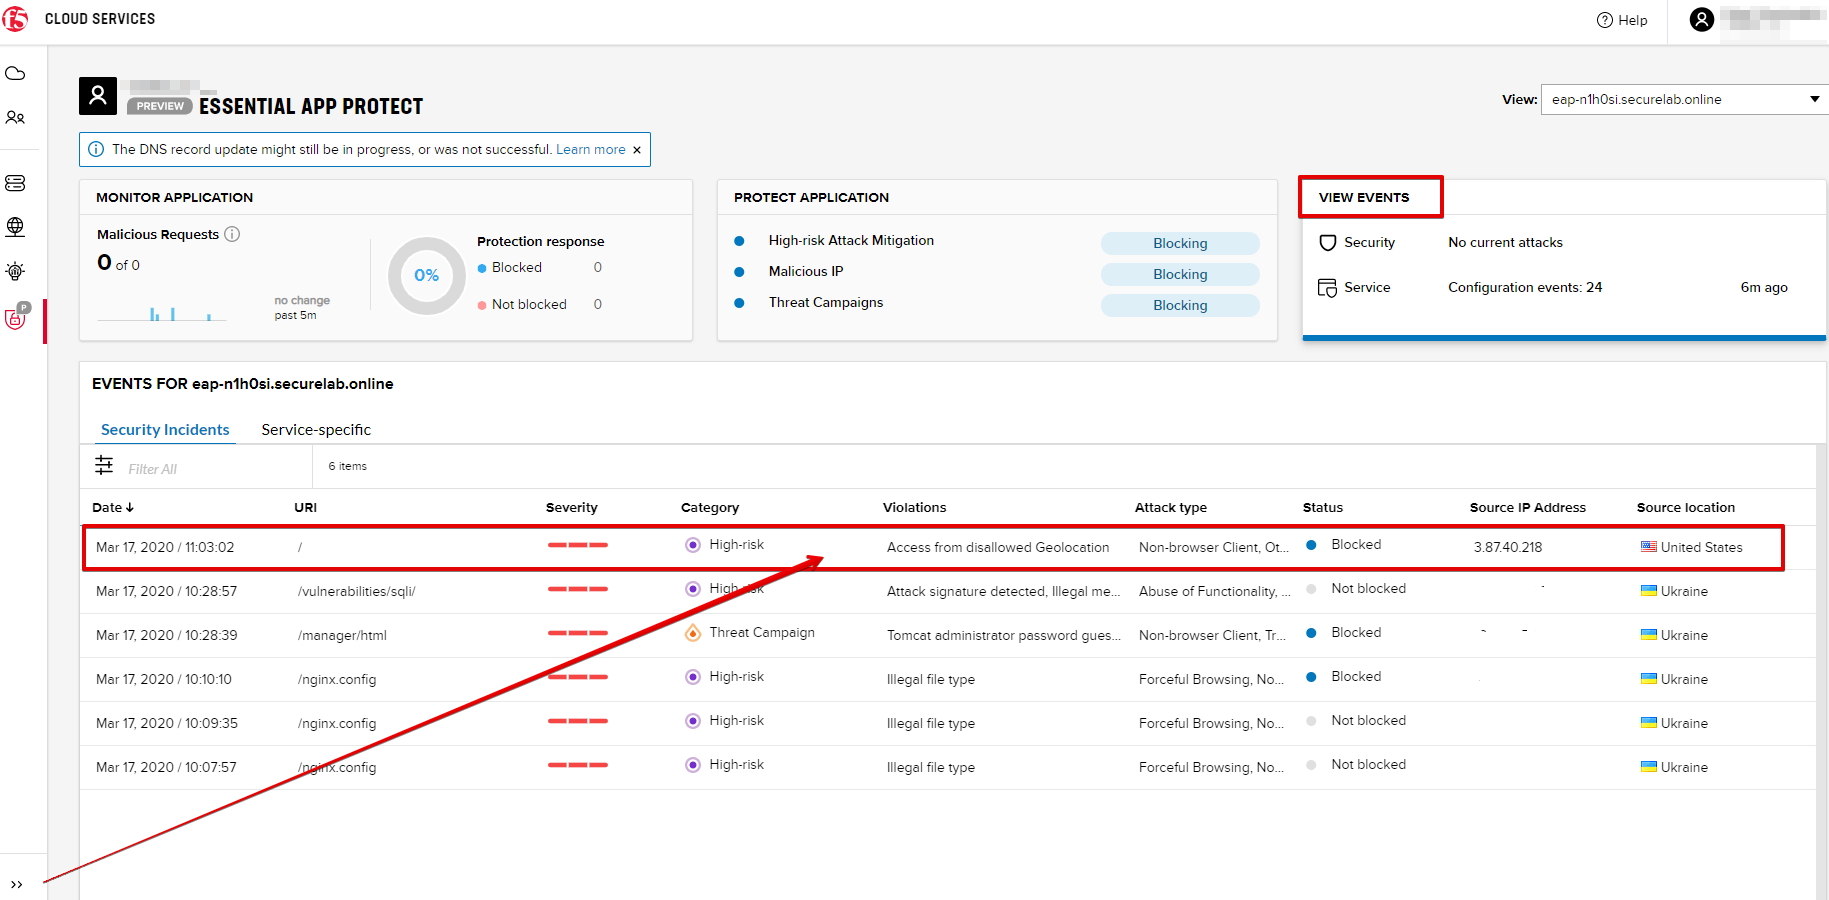 f5 CLOUD SERVICES
Help
PREVIEW ESSENTIAL APP PROTECT
View: eap-n1h0si.securelab.online
The DNS record update might still be in progress, or was not successful. Learn more ×
MONITOR APPLICATION
Malicious Requests
0 of 0
no change
past 5m
0%
Protection response
Blocked 0
Not blocked 0
PROTECT APPLICATION
High-risk Attack Mitigation Blocking
Malicious IP Blocking
Threat Campaigns Blocking
VIEW EVENTS
Security No current attacks
Service Configuration events: 24 6m ago
P
EVENTS FOR eap-n1h0si.securelab.online
Security Incidents Service-specific
Filter All 6 items
Date URI Severity Category Violations Attack type Status Source IP Address Source location
Mar 17, 2020 / 11:03:02 / High-risk Access from disallowed Geolocation Non-browser Client, Ot... Blocked 3.87.40.218 United States
Mar 17, 2020 / 10:28:57 /vulnerabilities/sqli/ High-risk Attack signature detected, Illegal me... Abuse of Functionality, ... Not blocked Ukraine
Mar 17, 2020 / 10:28:39 /manager/html Threat Campaign Tomcat administrator password gues... Non-browser Client, Tr... Blocked Ukraine
Mar 17, 2020 / 10:10:10 /nginx.config High-risk Illegal file type Forceful Browsing, No... Blocked Ukraine
Mar 17, 2020 / 10:09:35 /nginx.config High-risk Illegal file type Forceful Browsing, No... Not blocked Ukraine
Mar 17, 2020 / 10:07:57 /nginx.config High-risk Illegal file type Forceful Browsing, No... Not blocked Ukraine